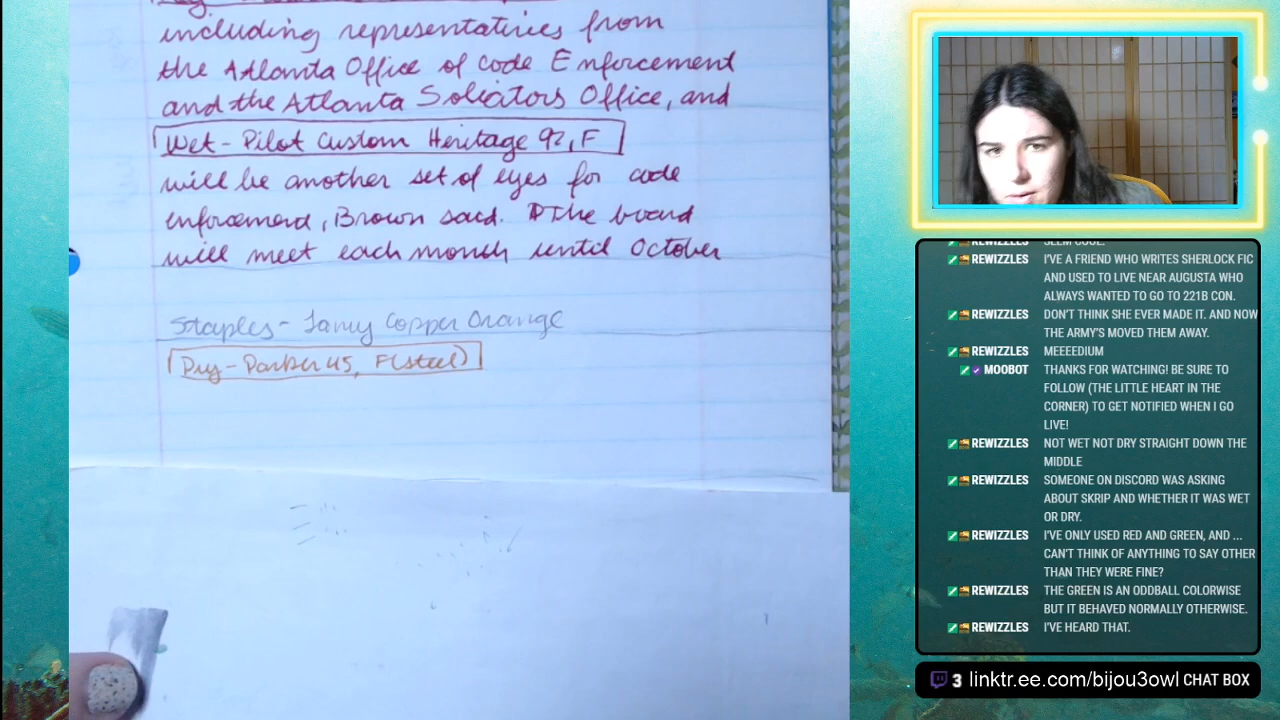 including representatives from
the Atlanta Office of Code Enforcement
and the Atlanta Solicitors Office, and
Wet- Pilot Custom Heritage 92, F
will be another set of eyes for code
enforcement, Brown said. The board
will meet each month until October
Staples- Lamy Copper Orange
Dry- Parker 45, F(steel)
REWIZZLES SEEM COOL.
REWIZZLES I'VE A FRIEND WHO WRITES SHERLOCK FIC
AND USED TO LIVE NEAR AUGUSTA WHO
ALWAYS WANTED TO GO TO 221B CON.
REWIZZLES DON'T THINK SHE EVER MADE IT. AND NOW
THE ARMY'S MOVED THEM AWAY.
REWIZZLES MEEEEDIUM
MOOBOT THANKS FOR WATCHING! BE SURE TO
FOLLOW (THE LITTLE HEART IN THE
CORNER) TO GET NOTIFIED WHEN I GO
LIVE!
REWIZZLES NOT WET NOT DRY STRAIGHT DOWN THE
MIDDLE
REWIZZLES SOMEONE ON DISCORD WAS ASKING
ABOUT SKRIP AND WHETHER IT WAS WET
OR DRY.
REWIZZLES I'VE ONLY USED RED AND GREEN, AND ...
CAN'T THINK OF ANYTHING TO SAY OTHER
THAN THEY WERE FINE?
REWIZZLES THE GREEN IS AN ODDBALL COLORWISE
BUT IT BEHAVED NORMALLY OTHERWISE.
REWIZZLES I'VE HEARD THAT.
3 linktr.ee.com/bijou3owl CHAT BOX